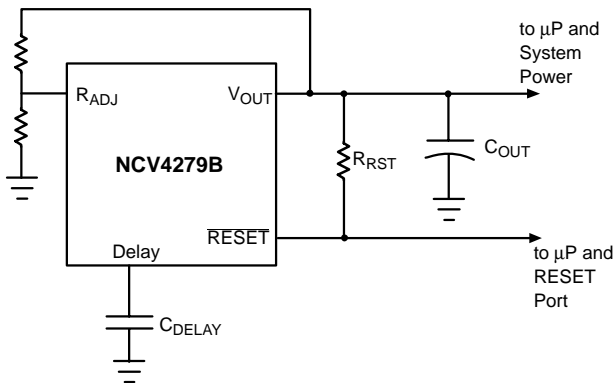 to μP and
System
Power
R_ADJ
V_OUT
NCV4279B
R_RST
C_OUT
RESET
Delay
to μP and
RESET
Port
C_DELAY